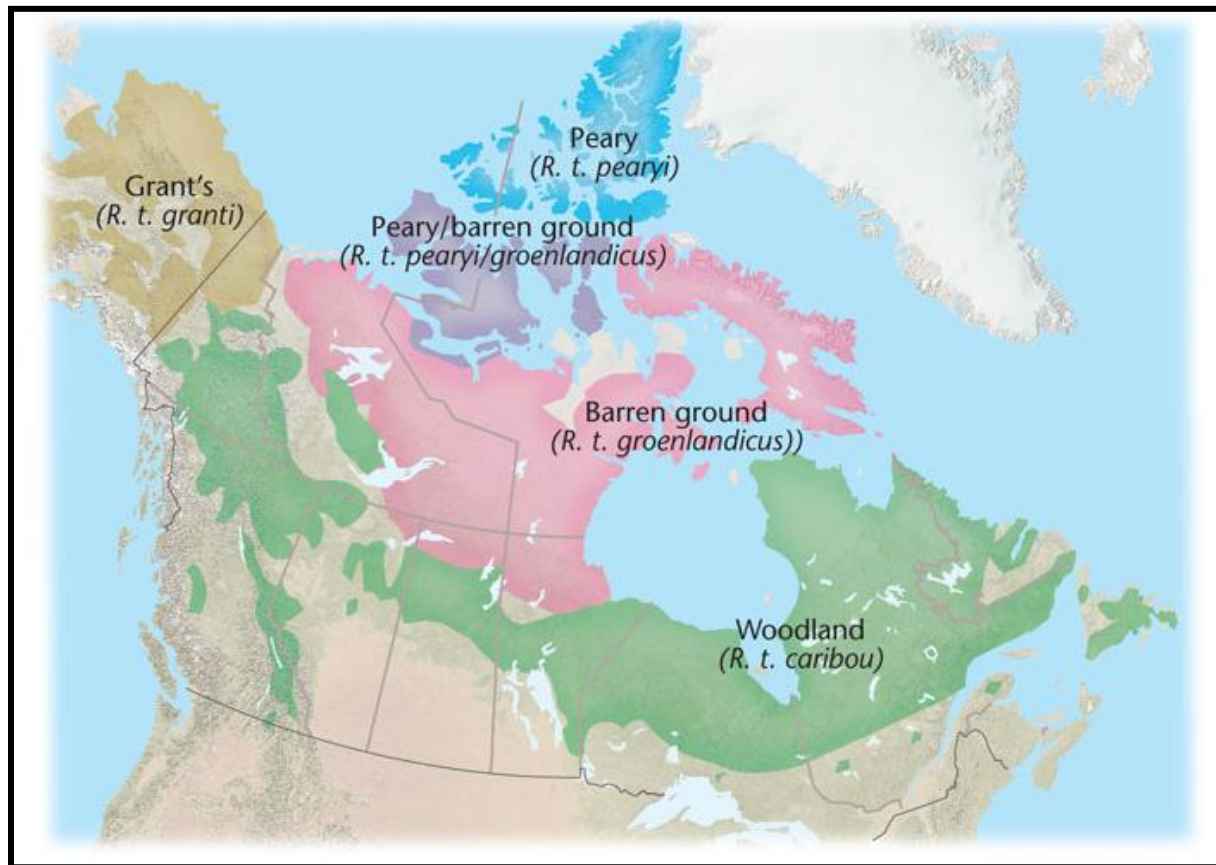 Peary
(R. t. pearyi)
Grant's
(R. t. granti)
Peary/barren ground
(R. t. pearyi/groenlandicus)
Barren ground
(R. t. groenlandicus))
Woodland
(R. t. caribou)